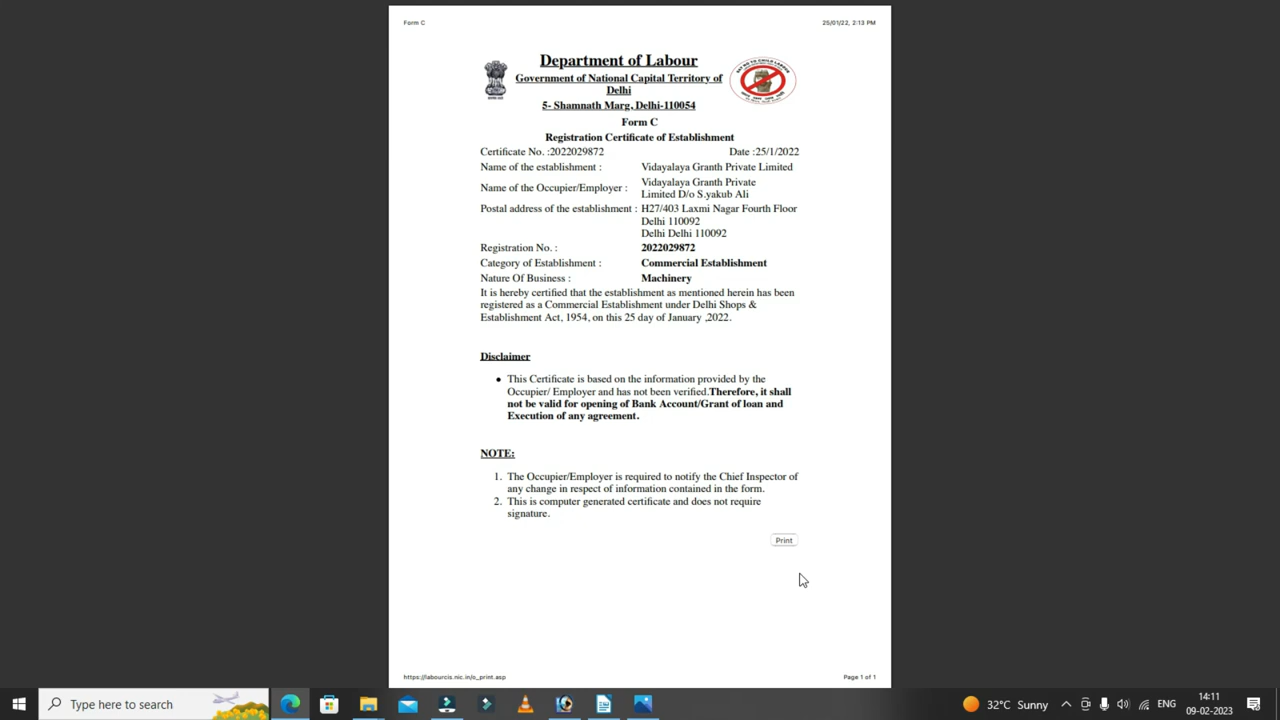 Form C
25/01/22, 2:13 PM
Department of Labour
Government of National Capital Territory of
Delhi
5- Shamnath Marg, Delhi-110054
Form C
Registration Certificate of Establishment
Certificate No. :2022029872 Date :25/1/2022
Name of the establishment : Vidayalaya Granth Private Limited
Name of the Occupier/Employer : Vidayalaya Granth Private
Limited D/o S.yakub Ali
Postal address of the establishment : H27/403 Laxmi Nagar Fourth Floor
Delhi 110092
Delhi Delhi 110092
Registration No. : 2022029872
Category of Establishment : Commercial Establishment
Nature Of Business : Machinery
It is hereby certified that the establishment as mentioned herein has been
registered as a Commercial Establishment under Delhi Shops &
Establishment Act, 1954, on this 25 day of January ,2022.
Disclaimer
• This Certificate is based on the information provided by the
Occupier/ Employer and has not been verified.Therefore, it shall
not be valid for opening of Bank Account/Grant of loan and
Execution of any agreement.
NOTE:
1. The Occupier/Employer is required to notify the Chief Inspector of
any change in respect of information contained in the form.
2. This is computer generated certificate and does not require
signature.
Print
https://labourcis.nic.in/o_print.asp
Page 1 of 1
Type here to search
32°C Sunny
ENG
14:11
09-02-2023